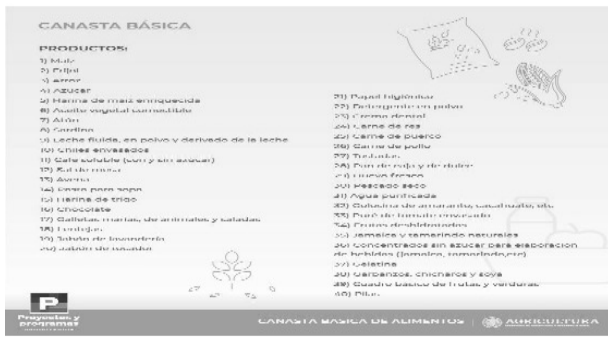 CANASTA BÁSICA
PRODUCTOS:
1) Maíz
2) Frijol
3) Arroz
4) Azúcar
5) Harina de maíz enriquecida
6) Aceite vegetal comestible
7) Atún
8) Sardina
9) Leche fluida, en polvo y derivado de la leche
10) Chiles envasados
11) Café soluble (con y sin azúcar)
12) Sal de mesa
13) Avena
14) Pasta para sopa
15) Harina de trigo
16) Chocolate
17) Galletas marías, de animales y saladas
18) Lentejas
19) Jabón de lavandería
20) Jabón de tocador
21) Papel higiénico
22) Detergente en polvo
23) Crema dental
24) Carne de res
25) Carne de puerco
26) Carne de pollo
27) Tostadas
28) Pan de caja y de dulce
29) Huevo fresco
30) Pescado seco
31) Agua purificada
32) Golosina de amaranto, cacahuate, etc
33) Puré de tomate envasado
34) Frutas deshidratadas
35) Jamaica y tamarindo naturales
36) Concentrados sin azúcar para elaboración
de bebidas (jamaica, tamarindo,etc)
37) Gelatina
38) Garbanzos, chícharos y soya
39) Cuadro básico de frutas y verduras
40) Pilas
P
Proyectos y
programas
CANASTA BÁSICA DE ALIMENTOS
AGRICULTURA